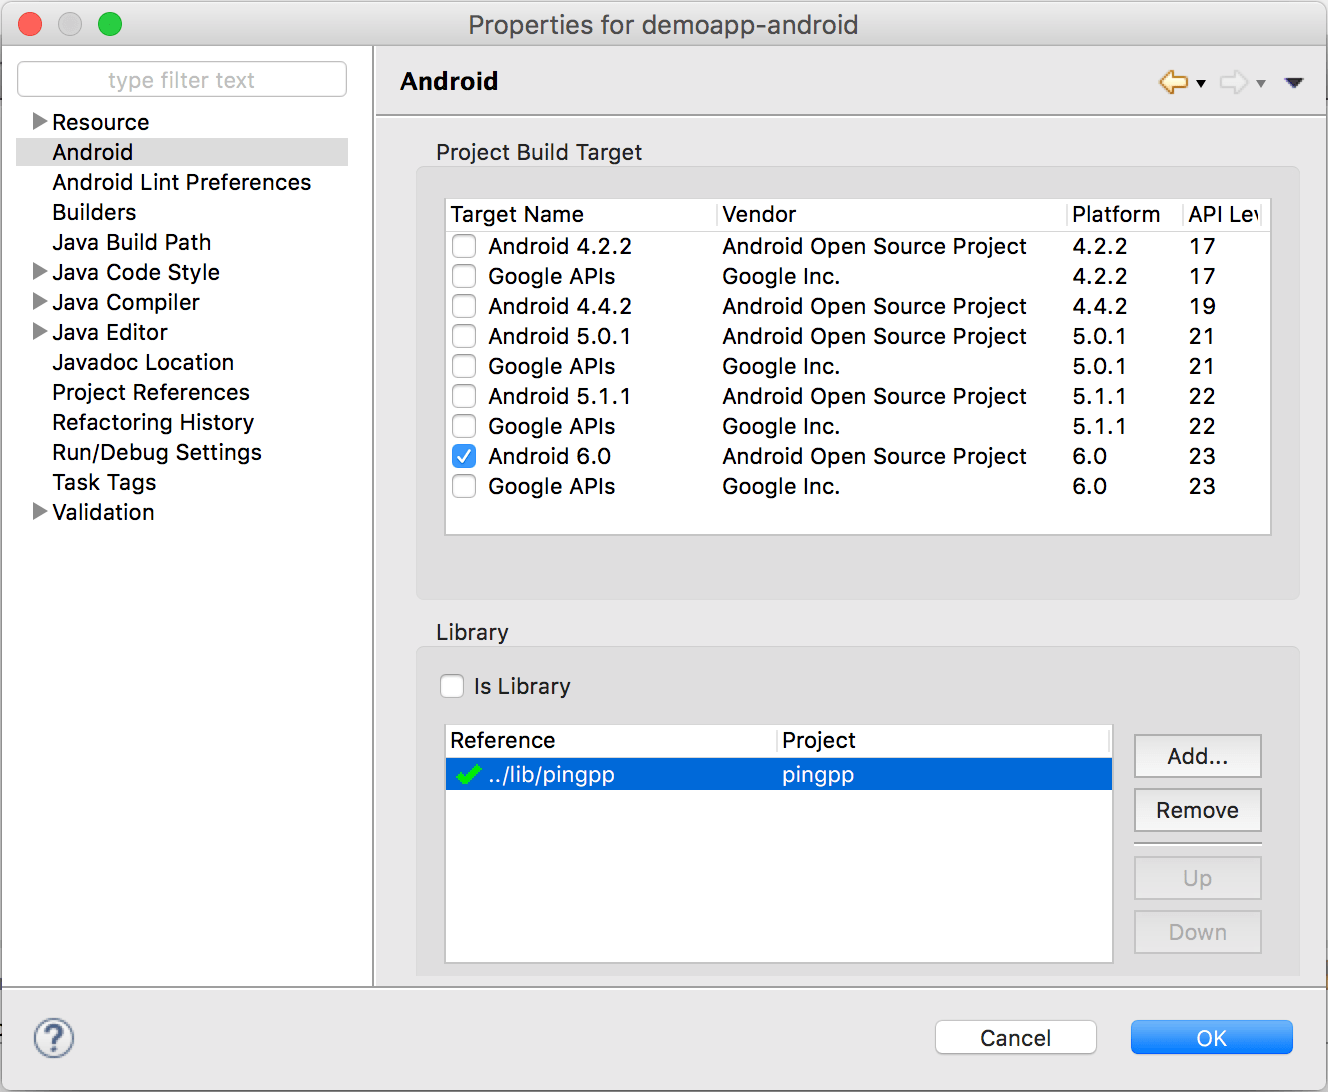 Properties for demoapp-android
type filter text
Resource
Android
Android Lint Preferences
Builders
Java Build Path
Java Code Style
Java Compiler
Java Editor
Javadoc Location
Project References
Refactoring History
Run/Debug Settings
Task Tags
Validation
Android
Project Build Target
Target Name Vendor Platform API Lev
Android 4.2.2 Android Open Source Project 4.2.2 17
Google APIs Google Inc. 4.2.2 17
Android 4.4.2 Android Open Source Project 4.4.2 19
Android 5.0.1 Android Open Source Project 5.0.1 21
Google APIs Google Inc. 5.0.1 21
Android 5.1.1 Android Open Source Project 5.1.1 22
Google APIs Google Inc. 5.1.1 22
Android 6.0 Android Open Source Project 6.0 23
Google APIs Google Inc. 6.0 23
Library
Is Library
Reference Project
../lib/pingpp pingpp
Add...
Remove
Up
Down
?
Cancel OK